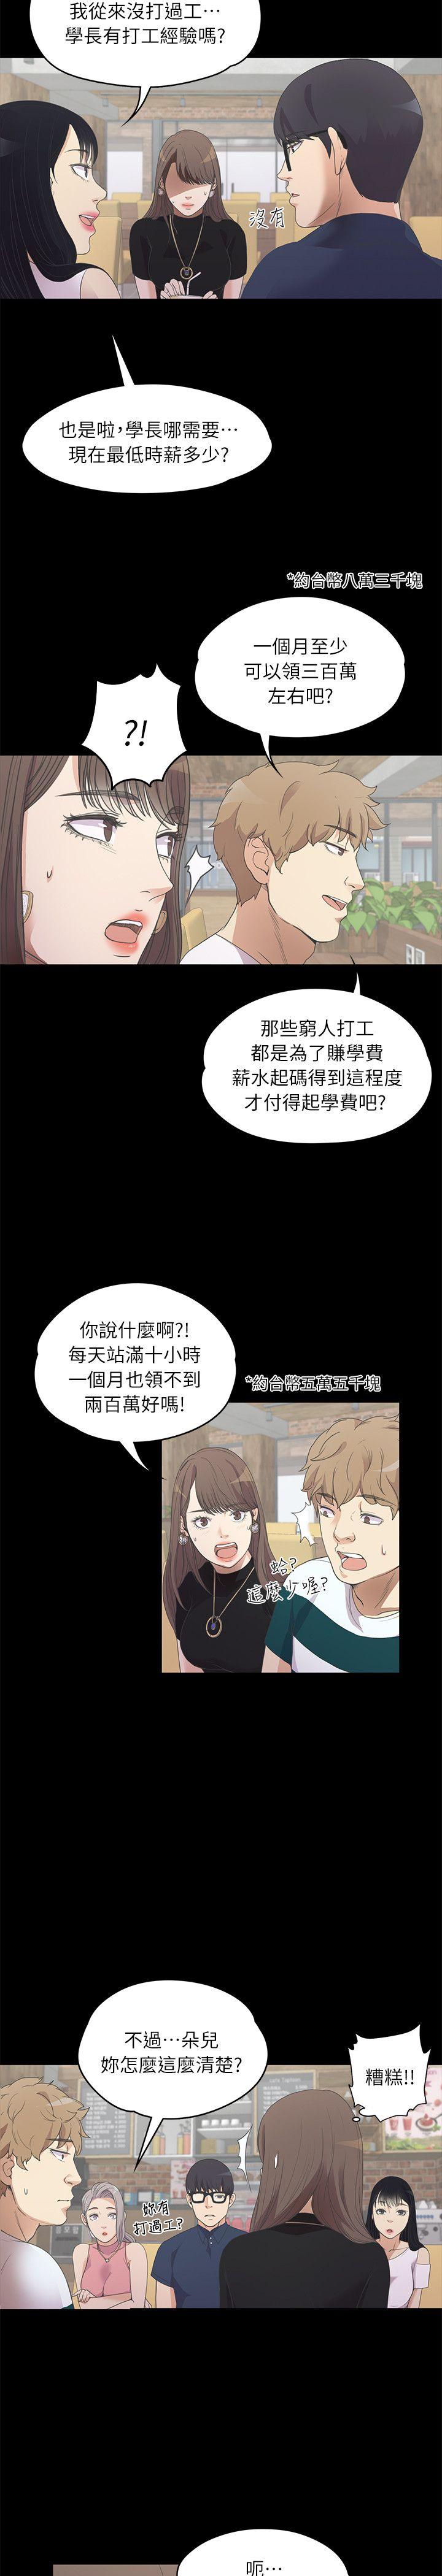 我從來沒打過工…
學長有打工經驗嗎?
沒有
也是啦,學長哪需要…
現在最低時薪多少?
*約台幣八萬三千塊
一個月至少
可以領三百萬
左右吧?
?!
那些窮人打工
都是為了賺學費
薪水起碼得到這程度
才付得起學費吧?
你說什麼啊?!
每天站滿十小時
一個月也領不到
兩百萬好嗎!
*約台幣五萬五千塊
蛤?
這麼少喔?
不過…朵兒
妳怎麼這麼清楚?
糟糕!!
妳有
打過工?
呃…